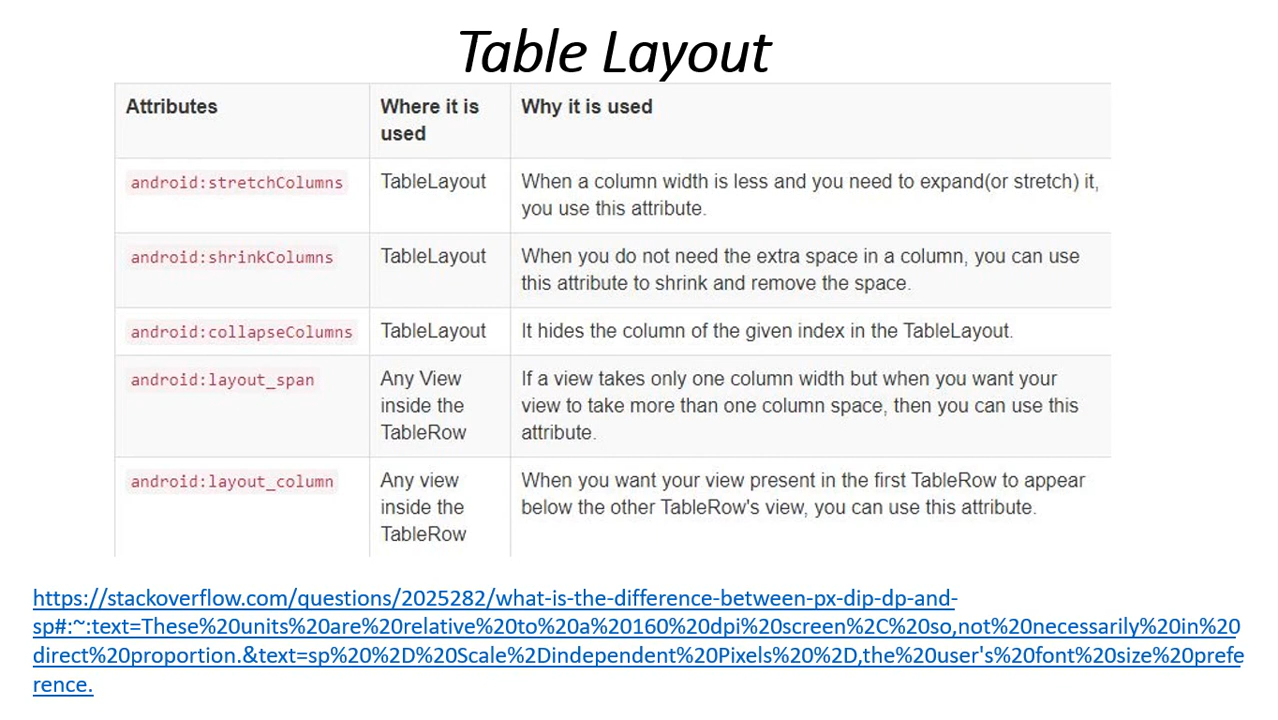 Table Layout
Attributes
Where it is
used
Why it is used
android:stretchColumns
TableLayout
When a column width is less and you need to expand(or stretch) it,
you use this attribute.
android:shrinkColumns
TableLayout
When you do not need the extra space in a column, you can use
this attribute to shrink and remove the space.
android:collapseColumns
TableLayout
It hides the column of the given index in the TableLayout.
android:layout_span
Any View
inside the
TableRow
If a view takes only one column width but when you want your
view to take more than one column space, then you can use this
attribute.
android:layout_column
Any view
inside the
TableRow
When you want your view present in the first TableRow to appear
below the other TableRow's view, you can use this attribute.
https://stackoverflow.com/questions/2025282/what-is-the-difference-between-px-dip-dp-and-
sp#:~:text=These%20units%20are%20relative%20to%20a%20160%20dpi%20screen%2C%20so,not%20necessarily%20in%20
direct%20proportion.&text=sp%20%2D%20Scale%2Dindependent%20Pixels%20%2D,the%20user's%20font%20size%20prefe
rence.